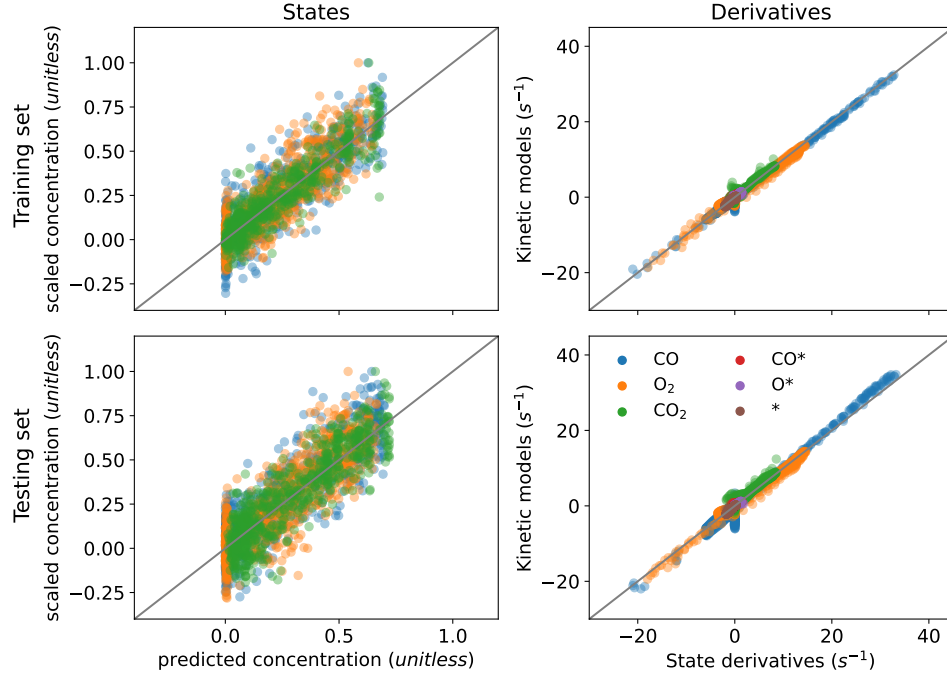 States
Derivatives
Training set
scaled concentration (unitless)
1.00
0.75
0.50
0.25
0.00
−0.25
Kinetic models (s⁻¹)
40
20
0
−20
Testing set
scaled concentration (unitless)
1.00
0.75
0.50
0.25
0.00
−0.25
0.0 0.5 1.0
predicted concentration (unitless)
Kinetic models (s⁻¹)
40
20
0
−20
CO CO*
O₂ O*
CO₂ *
−20 0 20 40
State derivatives (s⁻¹)